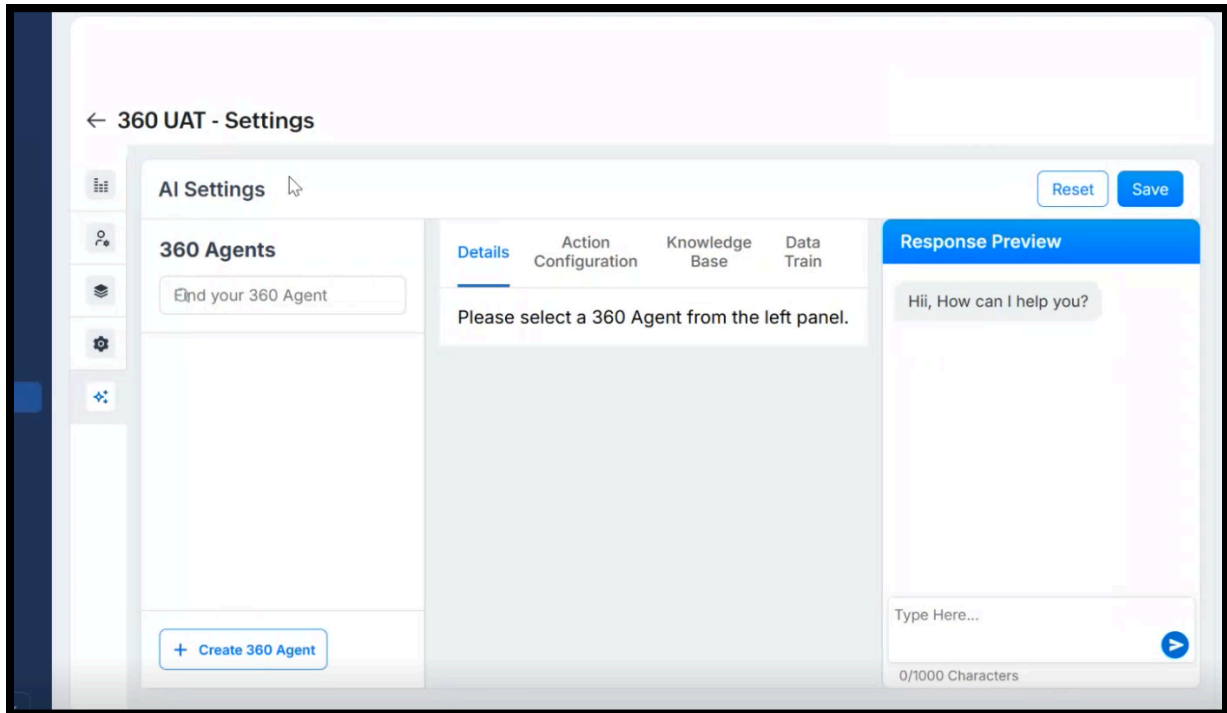 ← 360 UAT - Settings
AI Settings
Reset
Save
360 Agents
Find your 360 Agent
+ Create 360 Agent
Details
Action
Configuration
Knowledge
Base
Data
Train
Please select a 360 Agent from the left panel.
Response Preview
Hii, How can I help you?
Type Here...
0/1000 Characters